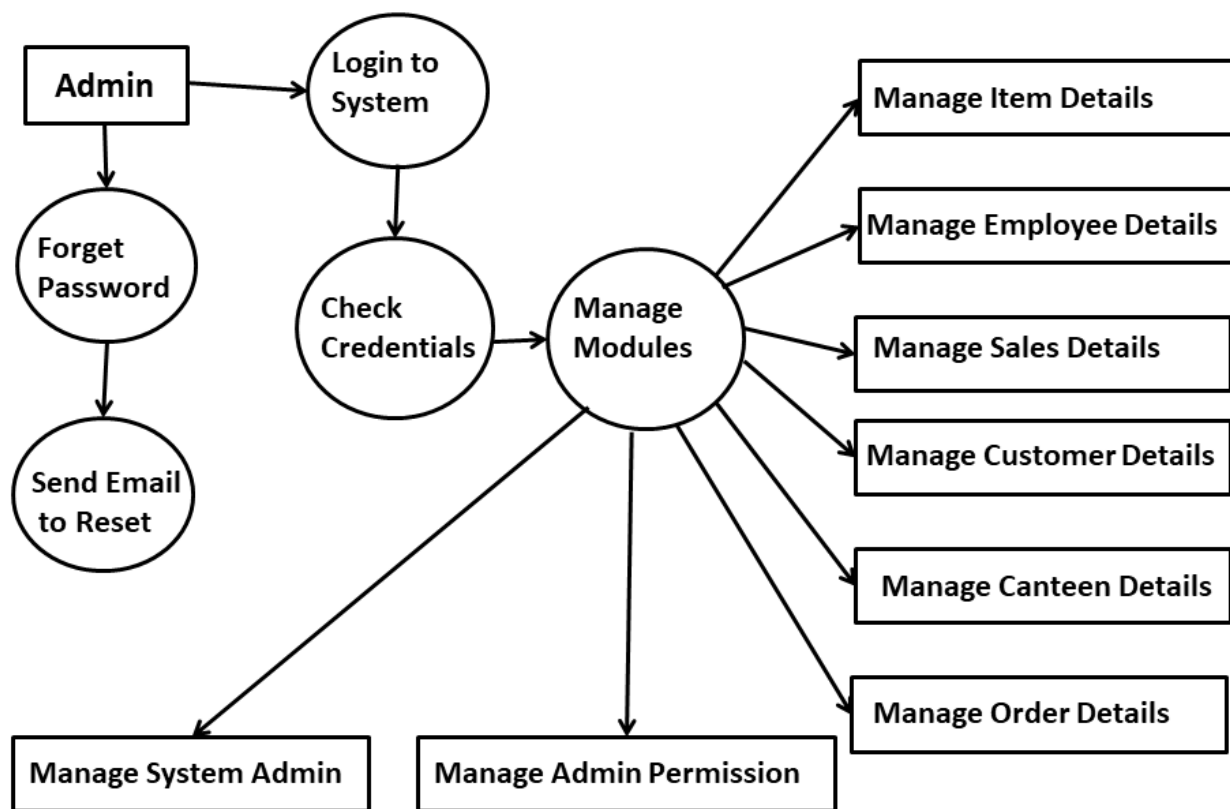 Admin
Login to
System
Manage Item Details
Forget
Password
Manage Employee Details
Check
Credentials
Manage
Modules
Manage Sales Details
Manage Customer Details
Send Email
to Reset
Manage Canteen Details
Manage Order Details
Manage System Admin
Manage Admin Permission